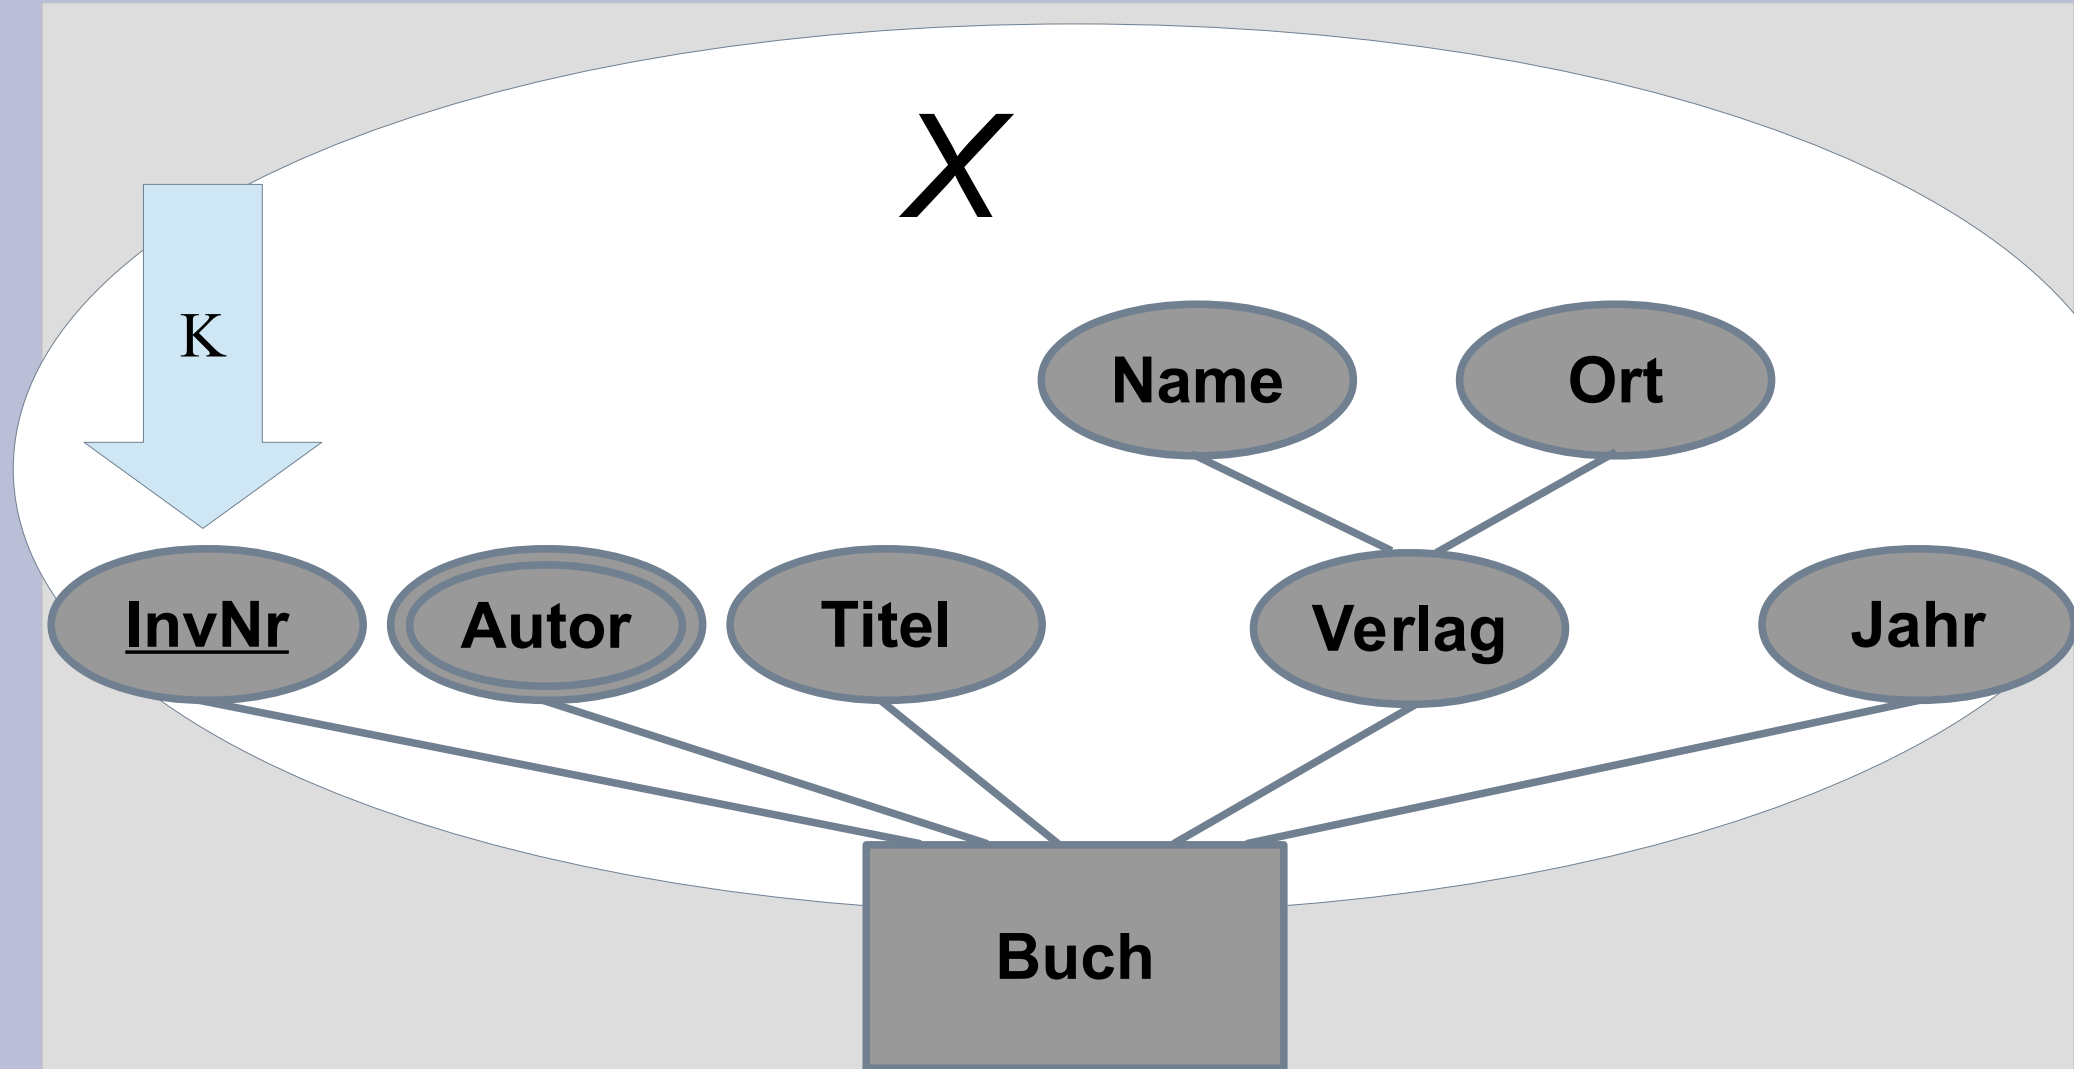 X
K
Name
Ort
InvNr
Autor
Titel
Verlag
Jahr
Buch